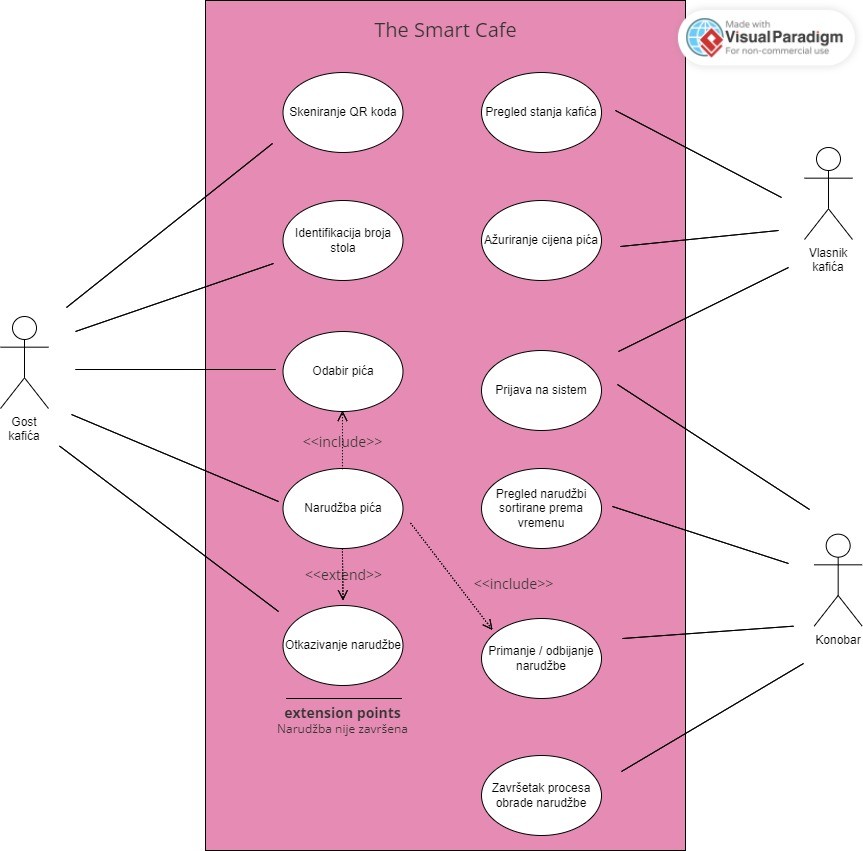 The Smart Cafe
Made with
VisualParadigm
For non-commercial use
Skeniranje QR koda
Pregled stanja kafića
Identifikacija broja
stola
Ažuriranje cijena pića
Vlasnik
kafića
Odabir pića
Prijava na sistem
Gost
kafića
<<include>>
Narudžba pića
Pregled narudžbi
sortirane prema
vremenu
<<extend>>
<<include>>
Otkazivanje narudžbe
Primanje / odbijanje
narudžbe
Konobar
extension points
Narudžba nije završena
Završetak procesa
obrade narudžbe